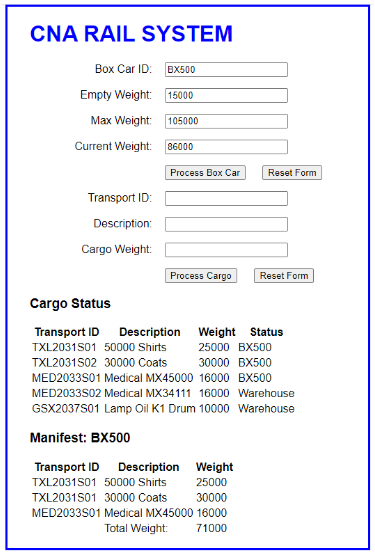 CNA RAIL SYSTEM
Box Car ID: BX500
Empty Weight: 15000
Max Weight: 105000
Current Weight: 86000
Process Box Car Reset Form
Transport ID:
Description:
Cargo Weight:
Process Cargo Reset Form
Cargo Status
Transport ID Description Weight Status
TXL2031S01 50000 Shirts 25000 BX500
TXL2031S02 30000 Coats 30000 BX500
MED2033S01 Medical MX45000 16000 BX500
MED2033S02 Medical MX34111 16000 Warehouse
GSX2037S01 Lamp Oil K1 Drum 10000 Warehouse
Manifest: BX500
Transport ID Description Weight
TXL2031S01 50000 Shirts 25000
TXL2031S01 30000 Coats 30000
MED2033S01 Medical MX45000 16000
Total Weight: 71000